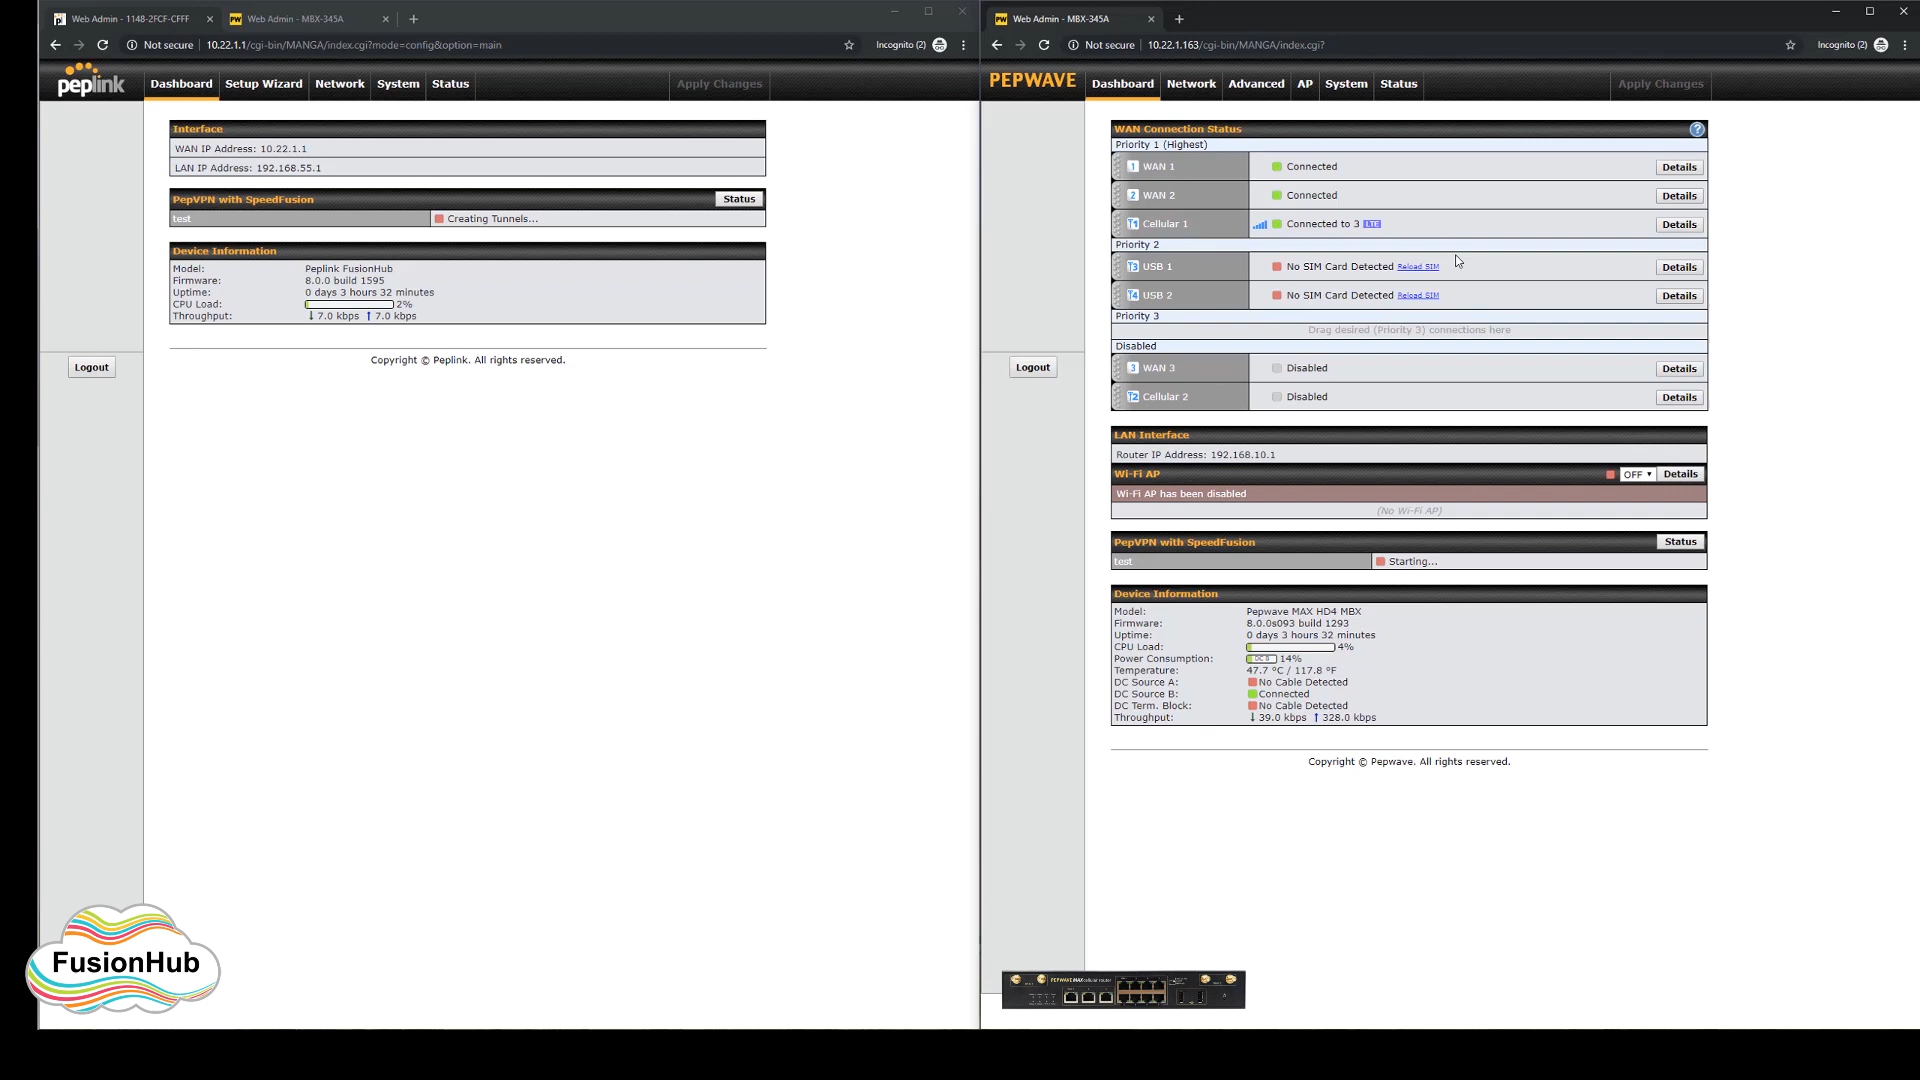 Web Admin - 1148-2FCF-CFFF
Web Admin - MBX-345A
Not secure 10.22.1.1/cgi-bin/MANGA/index.cgi?mode=config&option=main
Incognito (2)
peplink
Dashboard Setup Wizard Network System Status Apply Changes
Interface
WAN IP Address: 10.22.1.1
LAN IP Address: 192.168.55.1
PepVPN with SpeedFusion Status
test Creating Tunnels...
Device Information
Model: Peplink FusionHub
Firmware: 8.0.0 build 1595
Uptime: 0 days 3 hours 32 minutes
CPU Load: 2%
Throughput: ↓ 7.0 kbps ↑ 7.0 kbps
Copyright © Peplink. All rights reserved.
Logout
FusionHub
Web Admin - MBX-345A
Not secure 10.22.1.163/cgi-bin/MANGA/index.cgi?
Incognito (2)
PEPWAVE
Dashboard Network Advanced AP System Status Apply Changes
WAN Connection Status ?
Priority 1 (Highest)
1 WAN 1 Connected Details
2 WAN 2 Connected Details
1 Cellular 1 Connected to 3 LTE Details
Priority 2
3 USB 1 No SIM Card Detected Reload SIM Details
4 USB 2 No SIM Card Detected Reload SIM Details
Priority 3
Drag desired (Priority 3) connections here
Disabled
3 WAN 3 Disabled Details
2 Cellular 2 Disabled Details
Logout
LAN Interface
Router IP Address: 192.168.10.1
Wi-Fi AP OFF Details
Wi-Fi AP has been disabled
(No Wi-Fi AP)
PepVPN with SpeedFusion Status
test Starting...
Device Information
Model: Pepwave MAX HD4 MBX
Firmware: 8.0.0s093 build 1293
Uptime: 0 days 3 hours 32 minutes
CPU Load: 4%
Power Consumption: DC B 14%
Temperature: 47.7 °C / 117.8 °F
DC Source A: No Cable Detected
DC Source B: Connected
DC Term. Block: No Cable Detected
Throughput: ↓ 39.0 kbps ↑ 328.0 kbps
Copyright © Pepwave. All rights reserved.
PEPWAVE MAX cellular router